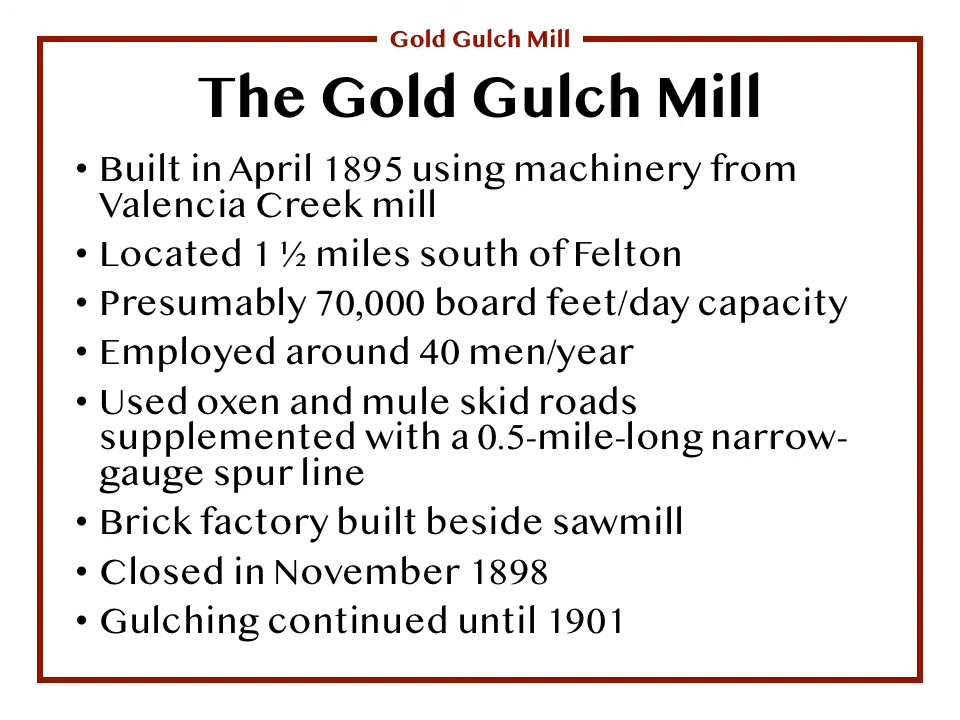 Gold Gulch Mill
The Gold Gulch Mill
• Built in April 1895 using machinery from
Valencia Creek mill
• Located 1 ½ miles south of Felton
• Presumably 70,000 board feet/day capacity
• Employed around 40 men/year
• Used oxen and mule skid roads
supplemented with a 0.5-mile-long narrow-
gauge spur line
• Brick factory built beside sawmill
• Closed in November 1898
• Gulching continued until 1901